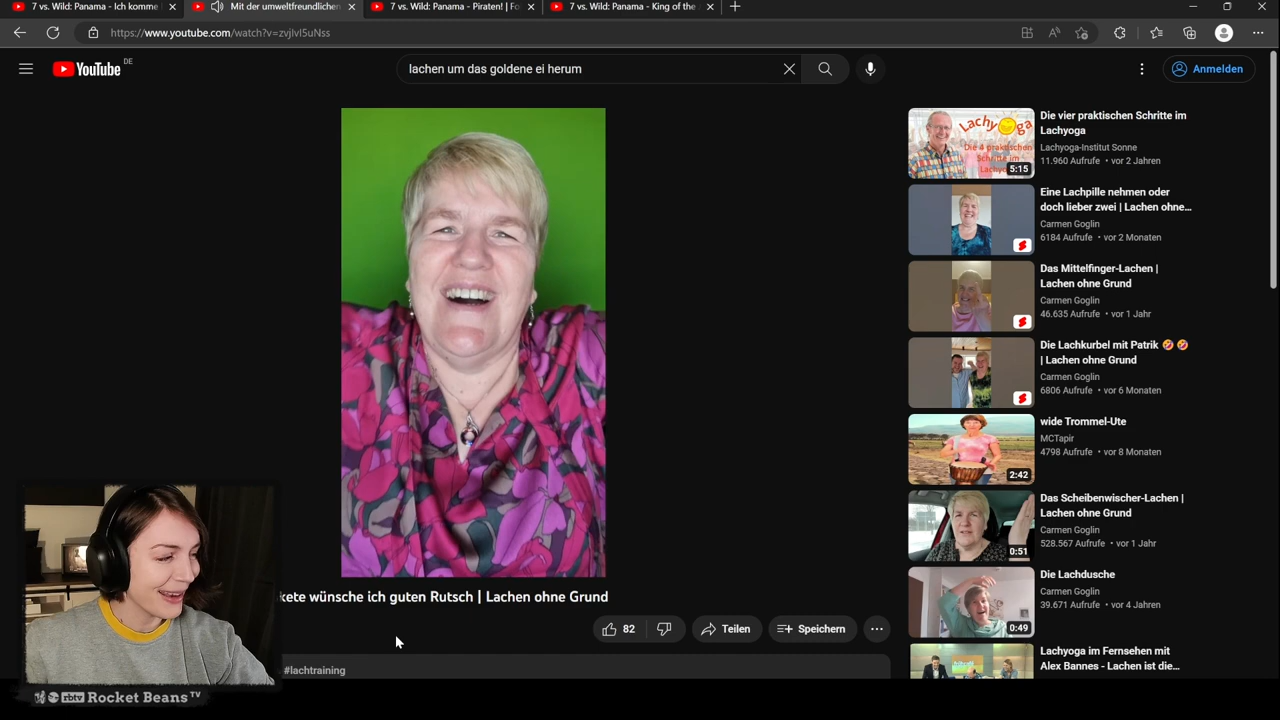 7 vs. Wild: Panama - Ich komme
Mit der umweltfreundlichen
7 vs. Wild: Panama - Piraten! | Fo
7 vs. Wild: Panama - King of the
https://www.youtube.com/watch?v=zvjlvI5uNss
YouTube DE
lachen um das goldene ei herum
Anmelden
Lachyoga
Die 4 praktischen
Schritte im
5:15
Die vier praktischen Schritte im
Lachyoga
Lachyoga-Institut Sonne
11.960 Aufrufe • vor 2 Jahren
Eine Lachpille nehmen oder
doch lieber zwei | Lachen ohne...
Carmen Goglin
6184 Aufrufe • vor 2 Monaten
Das Mittelfinger-Lachen |
Lachen ohne Grund
Carmen Goglin
46.635 Aufrufe • vor 1 Jahr
Die Lachkurbel mit Patrik 🤣 🤣
| Lachen ohne Grund
Carmen Goglin
6806 Aufrufe • vor 6 Monaten
wide Trommel-Ute
MCTapir
4798 Aufrufe • vor 8 Monaten
2:42
Das Scheibenwischer-Lachen |
Lachen ohne Grund
Carmen Goglin
528.567 Aufrufe • vor 1 Jahr
0:51
Die Lachdusche
Carmen Goglin
39.671 Aufrufe • vor 4 Jahren
0:49
Lachyoga im Fernsehen mit
Alex Bannes - Lachen ist die...
kete wünsche ich guten Rutsch | Lachen ohne Grund
82
Teilen
Speichern
#lachtraining
rbtv Rocket Beans TV